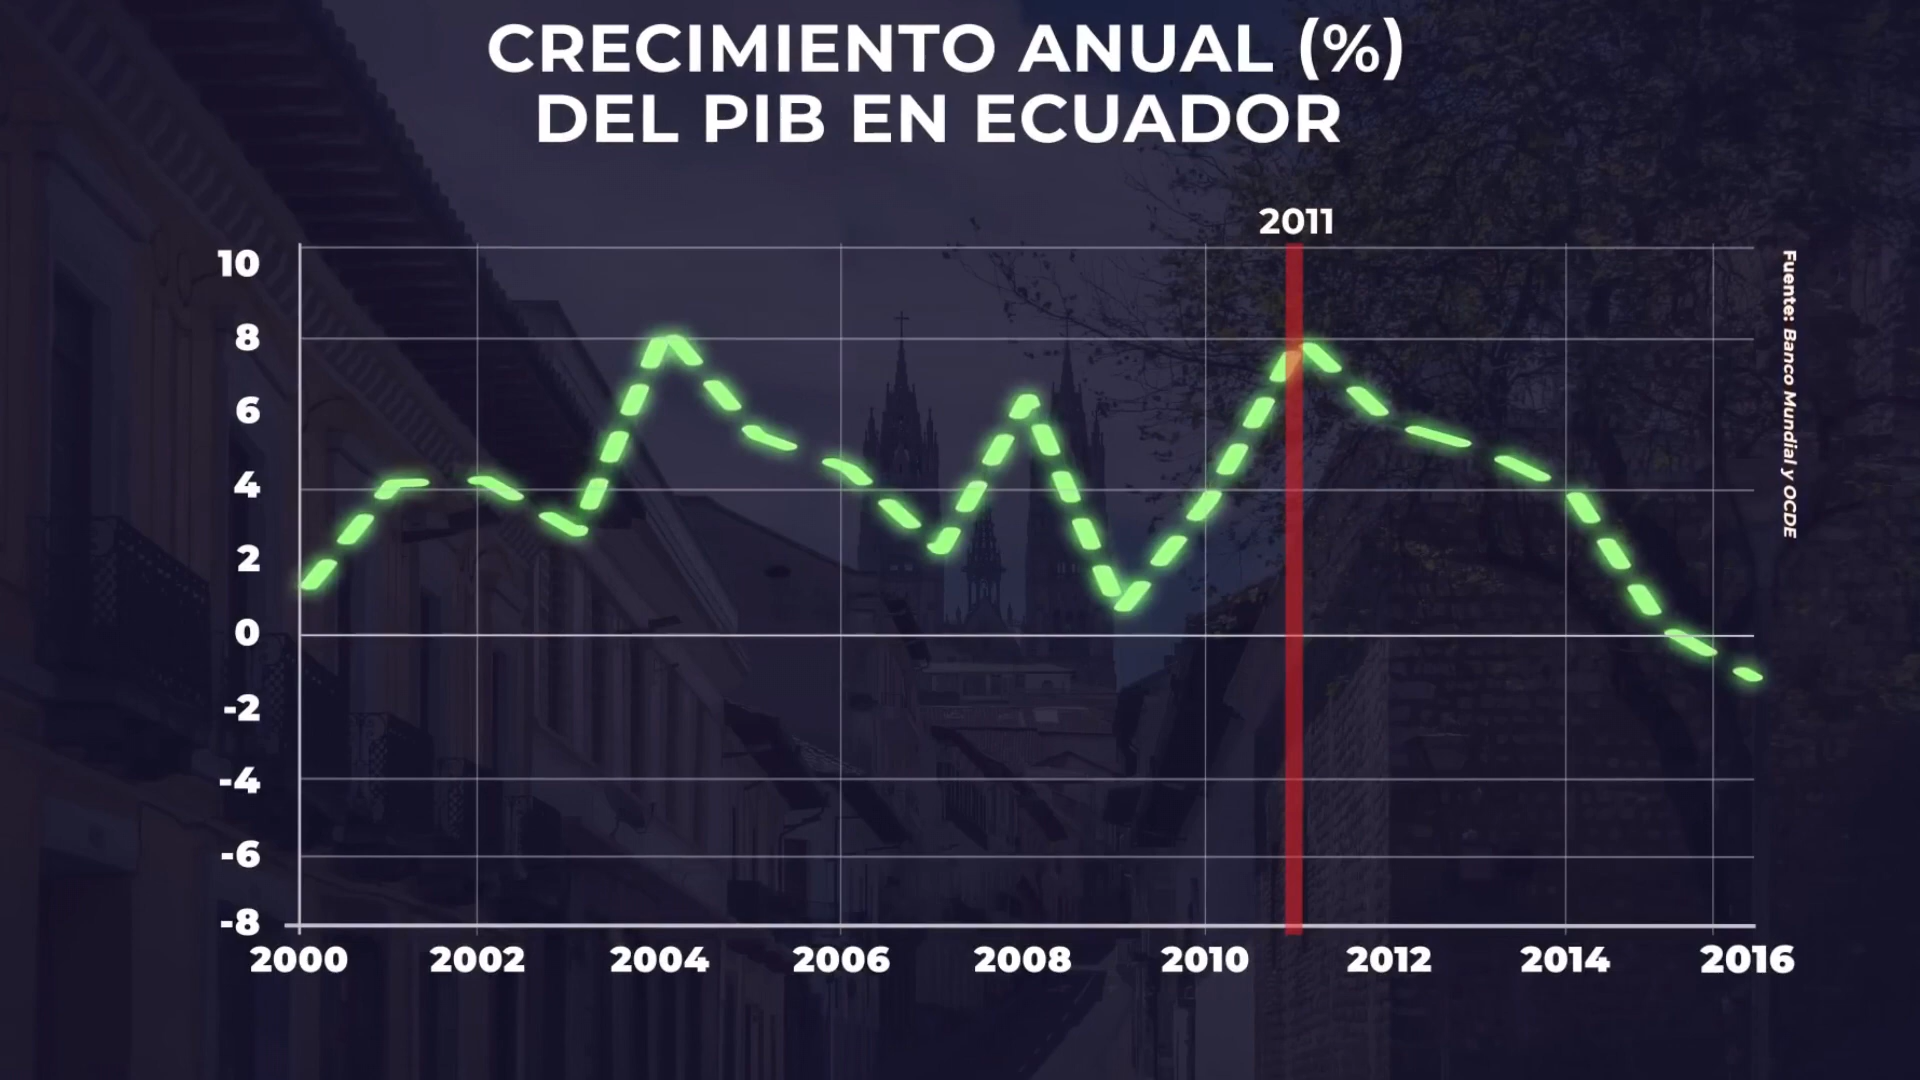 CRECIMIENTO ANUAL (%)
DEL PIB EN ECUADOR
2011
10
8
6
4
2
0
-2
-4
-6
-8
2000 2002 2004 2006 2008 2010 2012 2014 2016
Fuente: Banco Mundial y OCDE